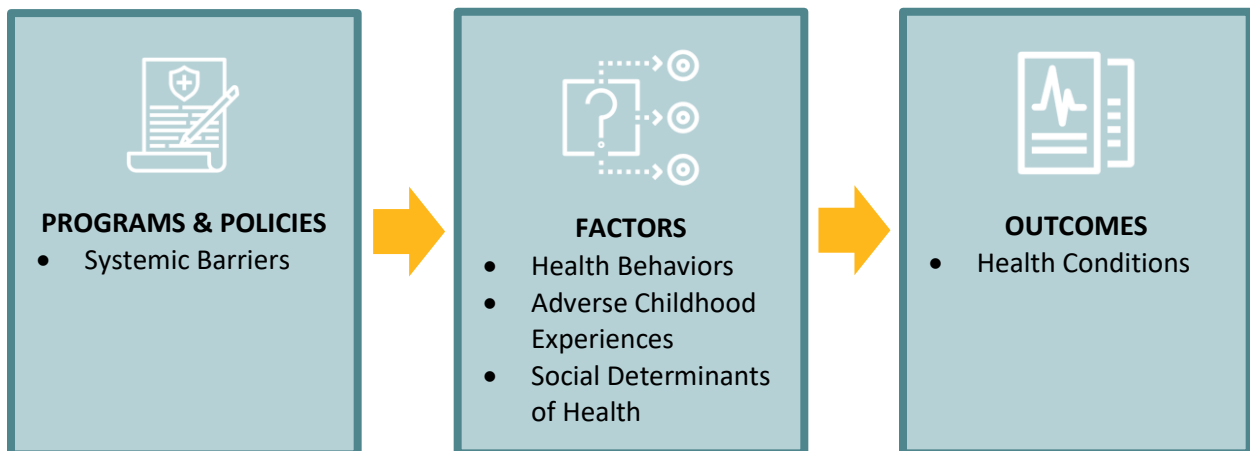 PROGRAMS & POLICIES
• Systemic Barriers
FACTORS
• Health Behaviors
• Adverse Childhood
Experiences
• Social Determinants
of Health
OUTCOMES
• Health Conditions